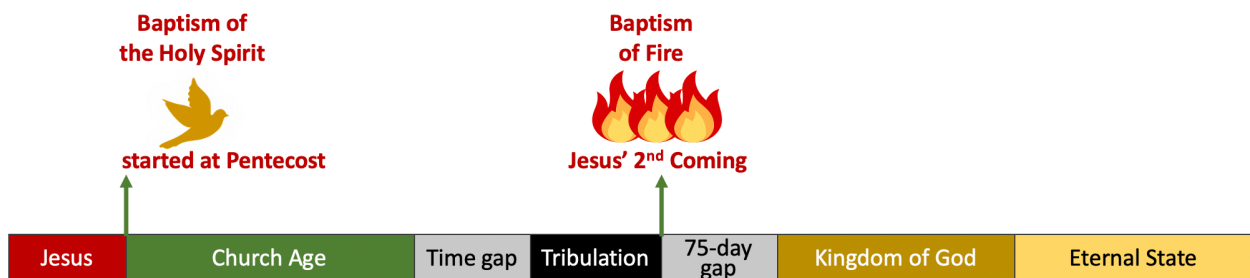 Baptism of
the Holy Spirit
started at Pentecost
Baptism
of Fire
Jesus' 2nd Coming
Jesus
Church Age
Time gap
Tribulation
75-day
gap
Kingdom of God
Eternal State